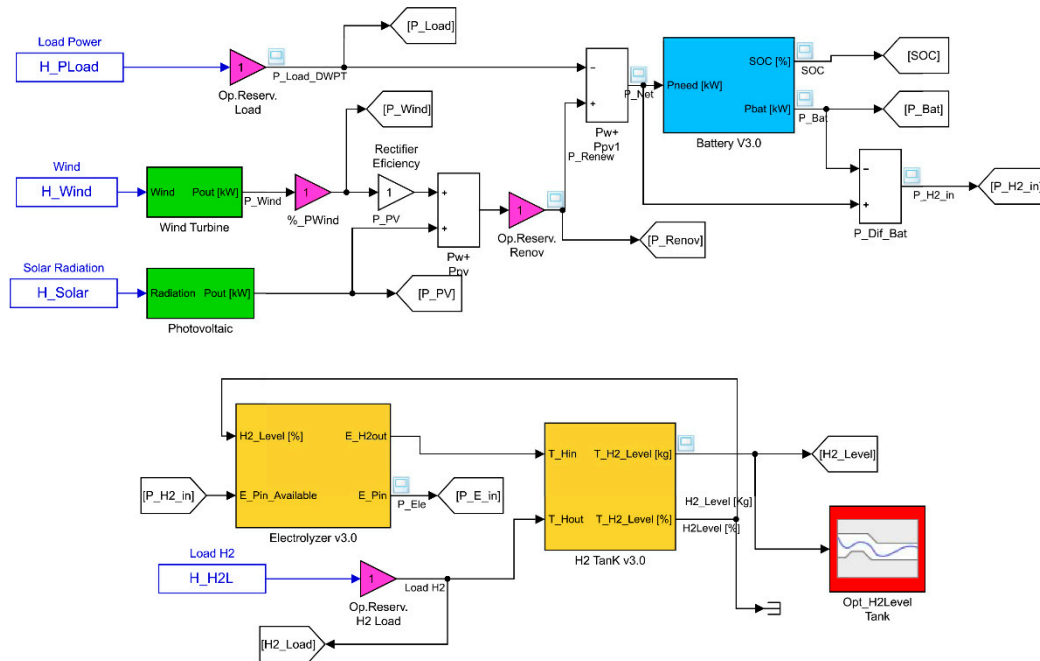 [P_Load]
Load Power
H_PLoad
1
P_Load_DWPT
Op.Reserv.
Load
−
+
P_Net
Pw+
Ppv1
P_Renew
Pneed [kW]
SOC [%]
Pbat [kW]
Battery V3.0
SOC
[SOC]
P_Bat
[P_Bat]
−
+
P_H2_in
[P_H2_in]
P_Dif_Bat
[P_Wind]
Rectifier
Eficiency
Wind
H_Wind
Wind
Pout [kW]
Wind Turbine
P_Wind
1
%_PWind
1
P_PV
+
+
Pw+
Ppv
1
Op.Reserv.
Renov
[P_Renov]
Solar Radiation
H_Solar
Radiation
Pout [kW]
Photovoltaic
[P_PV]
H2_Level [%]
E_H2out
E_Pin_Available
E_Pin
Electrolyzer v3.0
[P_H2_in]
P_Ele
[P_E_in]
T_Hin
T_H2_Level [kg]
T_Hout
T_H2_Level [%]
H2 TanK v3.0
H2_Level [Kg]
H2Level [%]
[H2_Level]
Opt_H2Level
Tank
Load H2
H_H2L
1
Load H2
Op.Reserv.
H2 Load
[H2_Load]